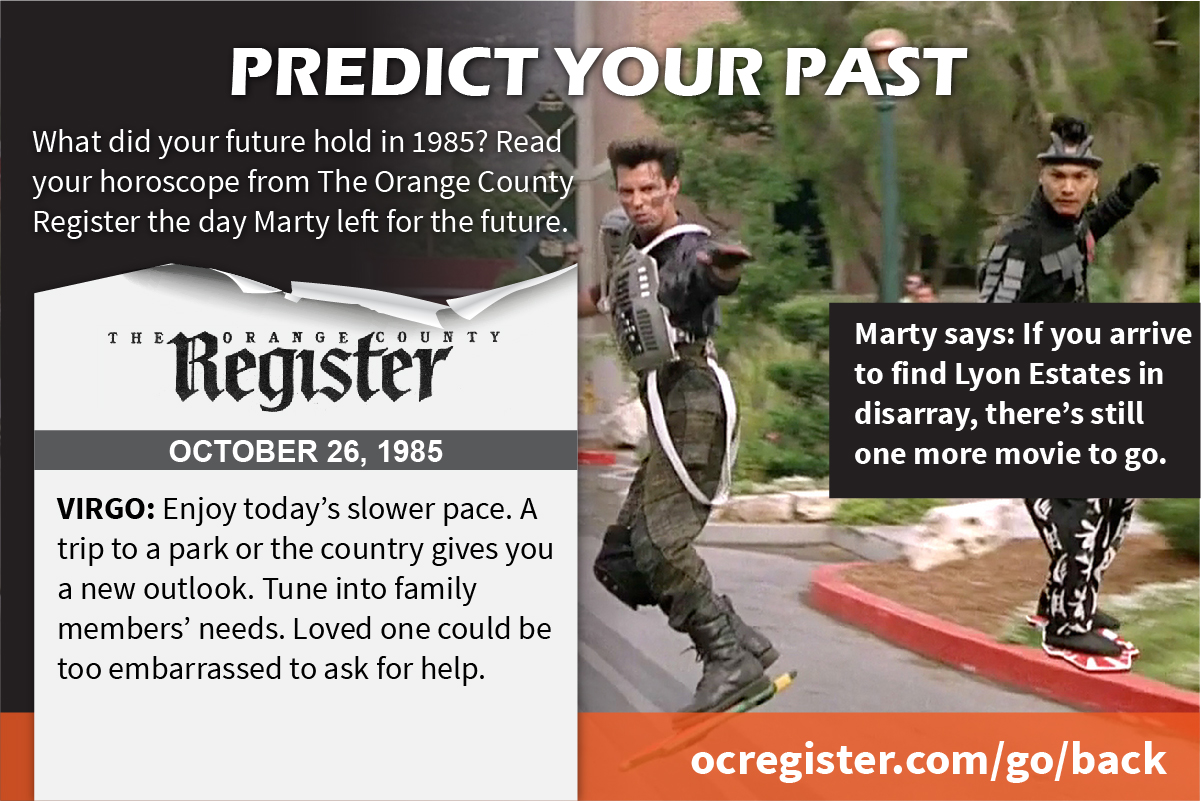 PREDICT YOUR PAST
What did your future hold in 1985? Read
your horoscope from The Orange County
Register the day Marty left for the future.
THE ORANGE COUNTY
Register
OCTOBER 26, 1985
VIRGO: Enjoy today’s slower pace. A
trip to a park or the country gives you
a new outlook. Tune into family
members’ needs. Loved one could be
too embarrassed to ask for help.
Marty says: If you arrive
to find Lyon Estates in
disarray, there’s still
one more movie to go.
ocregister.com/go/back